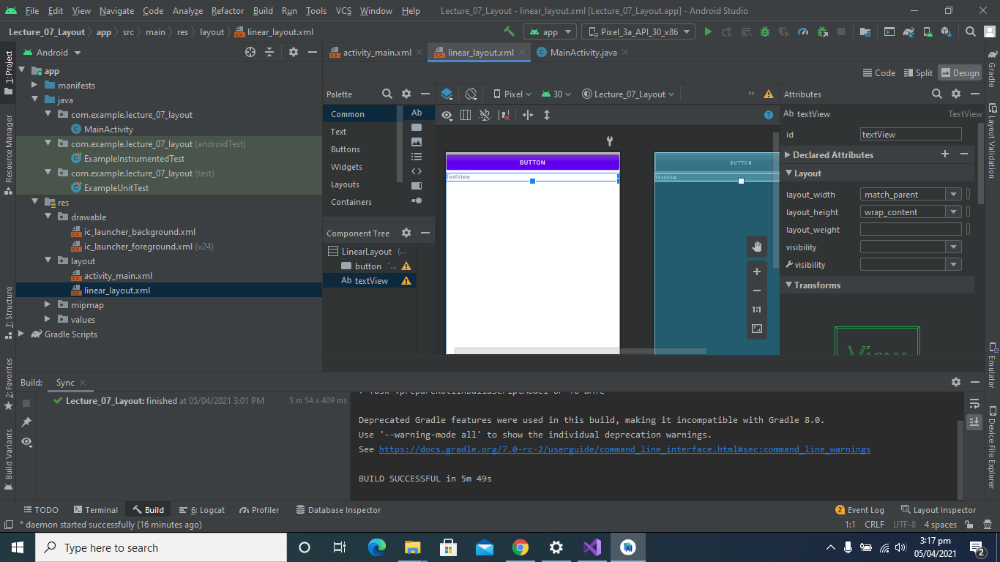 File Edit View Navigate Code Analyze Refactor Build Run Tools VCS Window Help Lecture_07_Layout - linear_layout.xml [Lecture_07_Layout.app] - Android Studio
Lecture_07_Layout app src main res layout linear_layout.xml app Pixel_3a_API_30_x86
1: Project
Resource Manager
7: Structure
2: Favorites
Build Variants
Android
app
manifests
java
com.example.lecture_07_layout
MainActivity
com.example.lecture_07_layout (androidTest)
ExampleInstrumentedTest
com.example.lecture_07_layout (test)
ExampleUnitTest
res
drawable
ic_launcher_background.xml
ic_launcher_foreground.xml (v24)
layout
activity_main.xml
linear_layout.xml
mipmap
values
Gradle Scripts
activity_main.xml linear_layout.xml MainActivity.java
Code Split Design
Palette
Common
Text
Buttons
Widgets
Layouts
Containers
Ab
Component Tree
LinearLayout (...
button "...
Ab textView
Pixel 30 Lecture_07_Layout
BUTTON
TextView
BUTTON
TextView
1:1
Attributes
Ab textView TextView
id textView
Declared Attributes
Layout
layout_width match_parent
layout_height wrap_content
layout_weight
visibility
visibility
Transforms
View
Gradle
Layout Validation
Emulator
Device File Explorer
Build: Sync
Lecture_07_Layout: finished at 05/04/2021 3:01 PM 5 m 54 s 409 ms
> Task :prepareKotlinBuildScriptModel UP-TO-DATE
Deprecated Gradle features were used in this build, making it incompatible with Gradle 8.0.
Use '--warning-mode all' to show the individual deprecation warnings.
See https://docs.gradle.org/7.0-rc-2/userguide/command_line_interface.html#sec:command_line_warnings
BUILD SUCCESSFUL in 5m 49s
TODO Terminal Build 6: Logcat Profiler Database Inspector 2 Event Log Layout Inspector
* daemon started successfully (16 minutes ago) 1:1 CRLF UTF-8 4 spaces
Type here to search
3:17 pm
05/04/2021
2